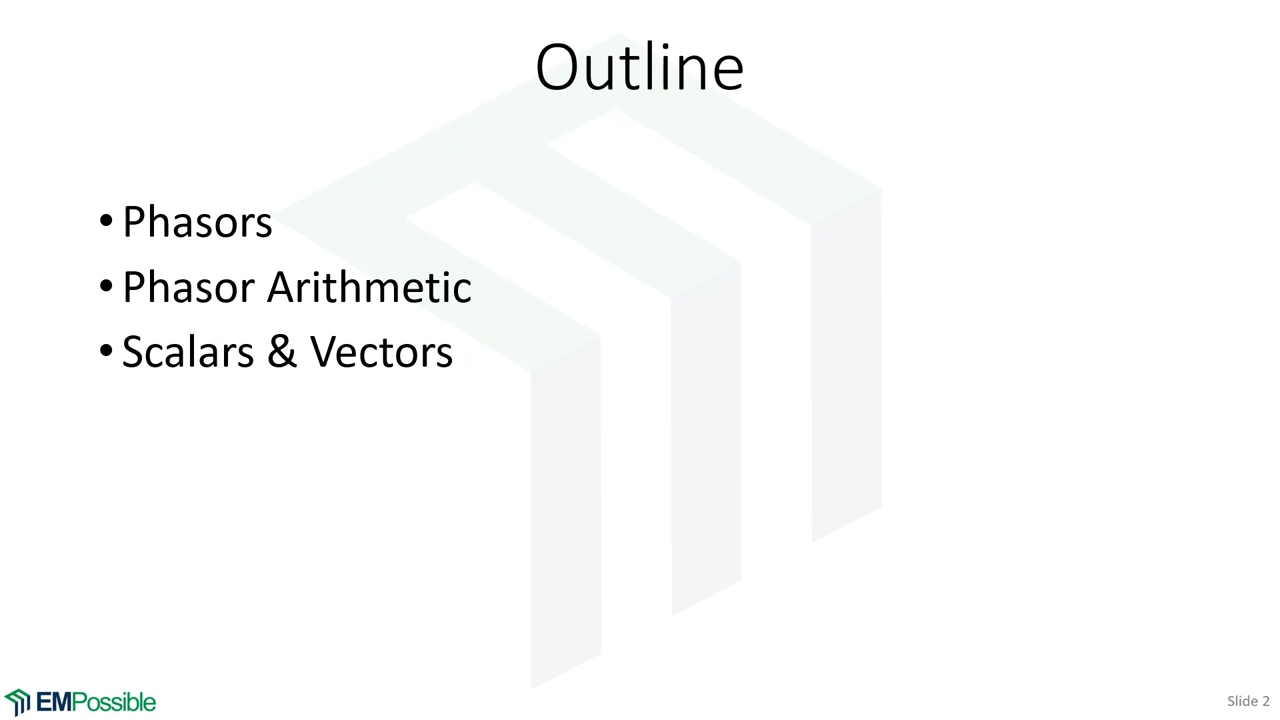 Outline
• Phasors
• Phasor Arithmetic
• Scalars & Vectors
EMPossible
Slide 2